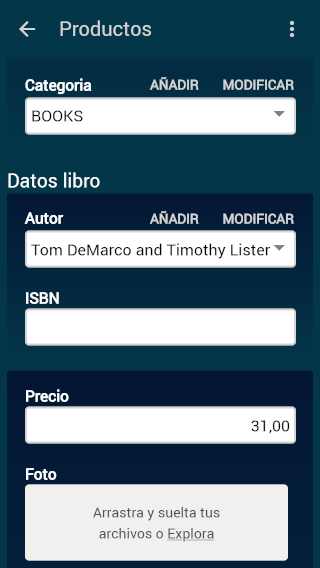 Productos
Categoria AÑADIR MODIFICAR
BOOKS
Datos libro
Autor AÑADIR MODIFICAR
Tom DeMarco and Timothy Lister
ISBN
Precio
31,00
Foto
Arrastra y suelta tus
archivos o Explora